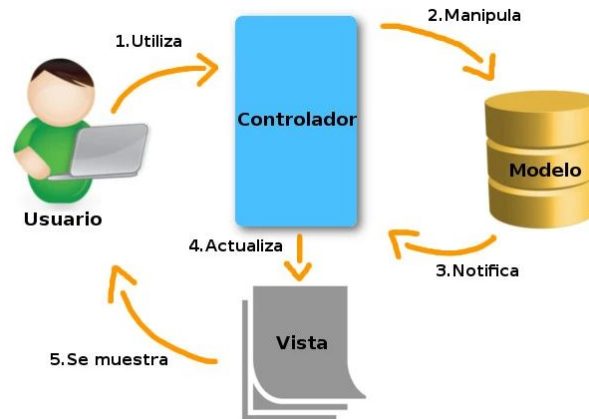 1.Utiliza
2.Manipula
Controlador
Modelo
Usuario
4.Actualiza
3.Notifica
Vista
5.Se muestra